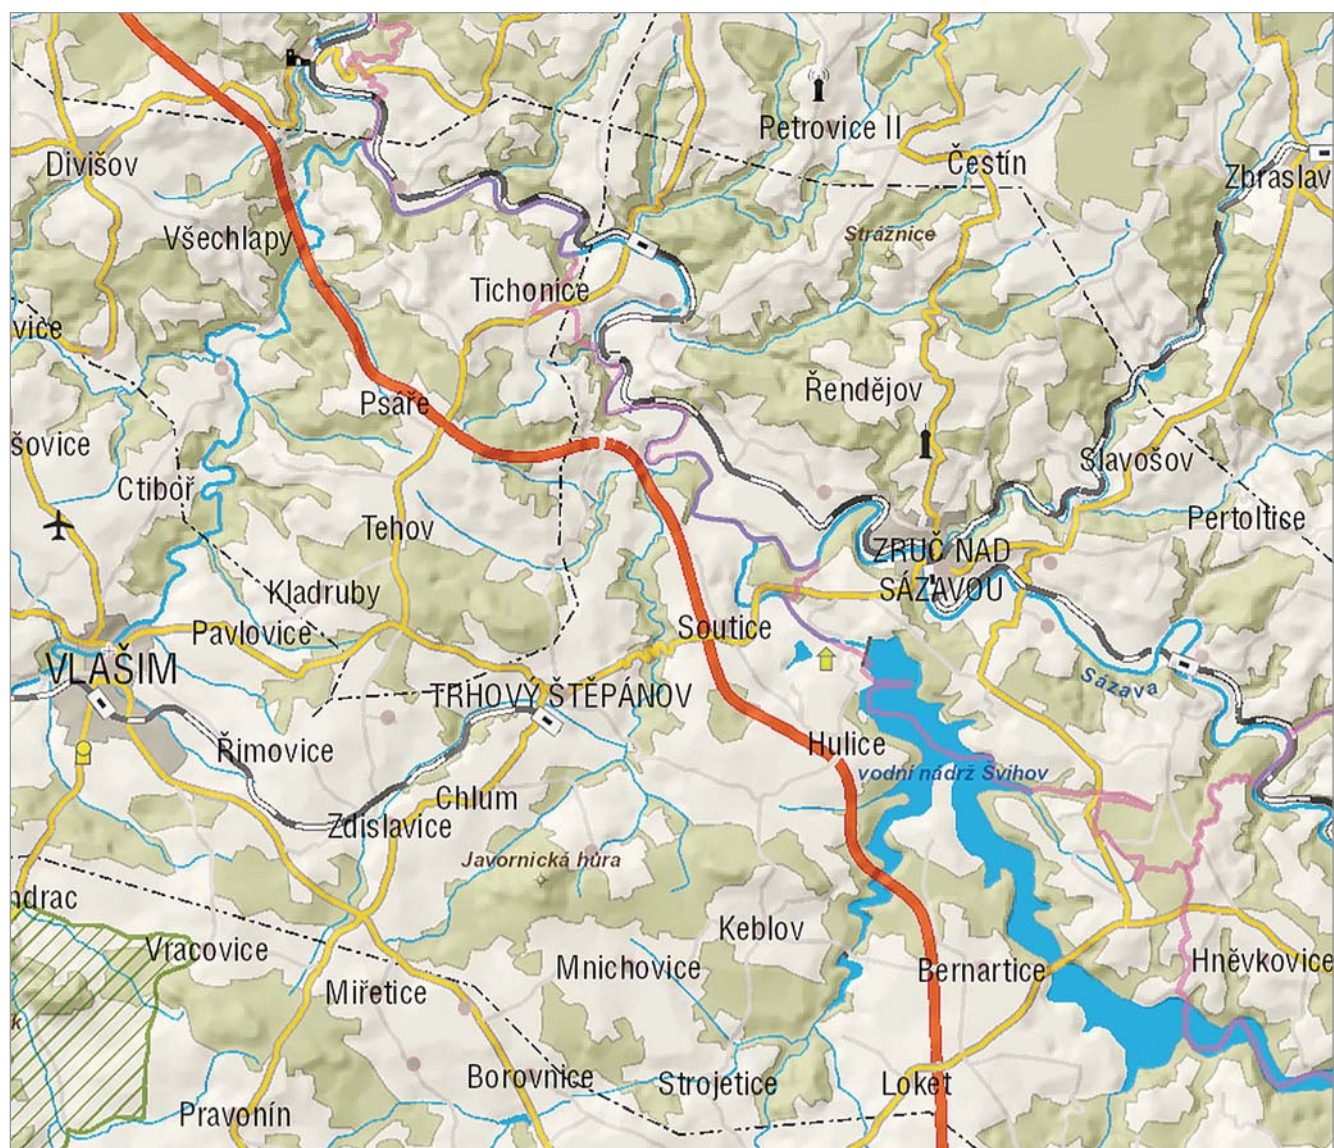 Petrovice II
Divišov
Čestín
Zbraslav
Všechlapy
Strážnice
Tichonice
vice
Psáře
Řendějov
šovice
Slavošov
Ctiboř
Tehov
Pertoltice
ZRUČ NAD
SÁZAVOU
Kladruby
Pavlovice
Soutice
VLAŠIM
TRHOVÝ ŠTĚPÁNOV
Sázava
Římovice
Hulice
vodní nádrž Švihov
Chlum
Zdislavice
Javornická hůra
ndrac
Keblov
Vracovice
Mnichovice
Bernartice
Hněvkovice
Miřetice
k
Borovnice
Strojetice
Loket
Pravonín